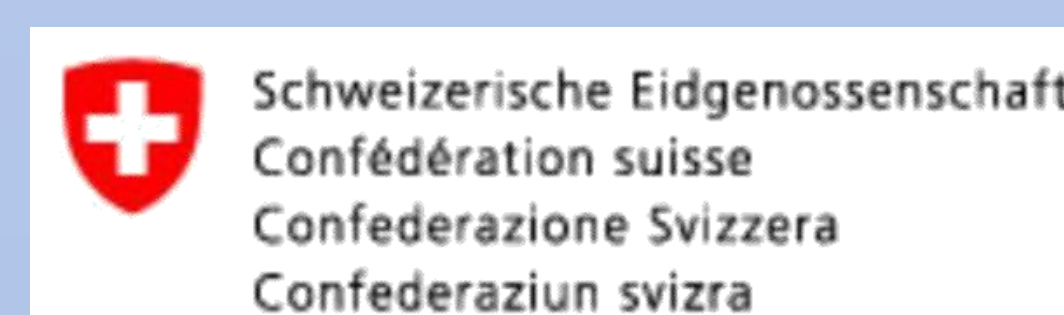 Schweizerische Eidgenossenschaft
Confédération suisse
Confederazione Svizzera
Confederaziun svizra